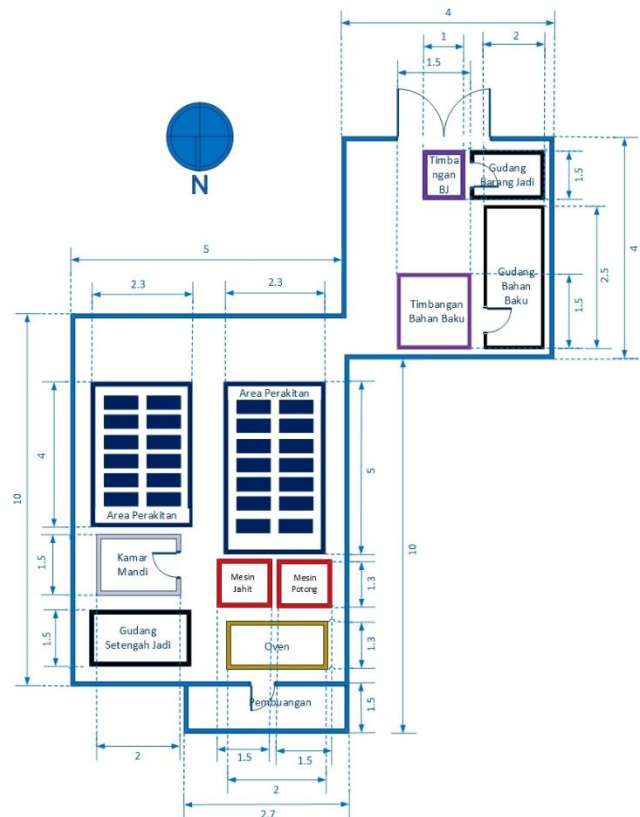 4
1
2
1.5
N
Timba
ngan
BJ
Gudang
Barang Jadi
1.5
4
5
2.3
2.3
Timbangan
Bahan Baku
Gudang
Bahan
Baku
2.5
1.5
10
4
Area Perakitan
Area Perakitan
5
10
1.5
Kamar
Mandi
Mesin
Jahit
Mesin
Potong
1.3
1.5
Gudang
Setengah Jadi
Oven
1.3
Pembuangan
1.5
2
1.5
1.5
2
2.7